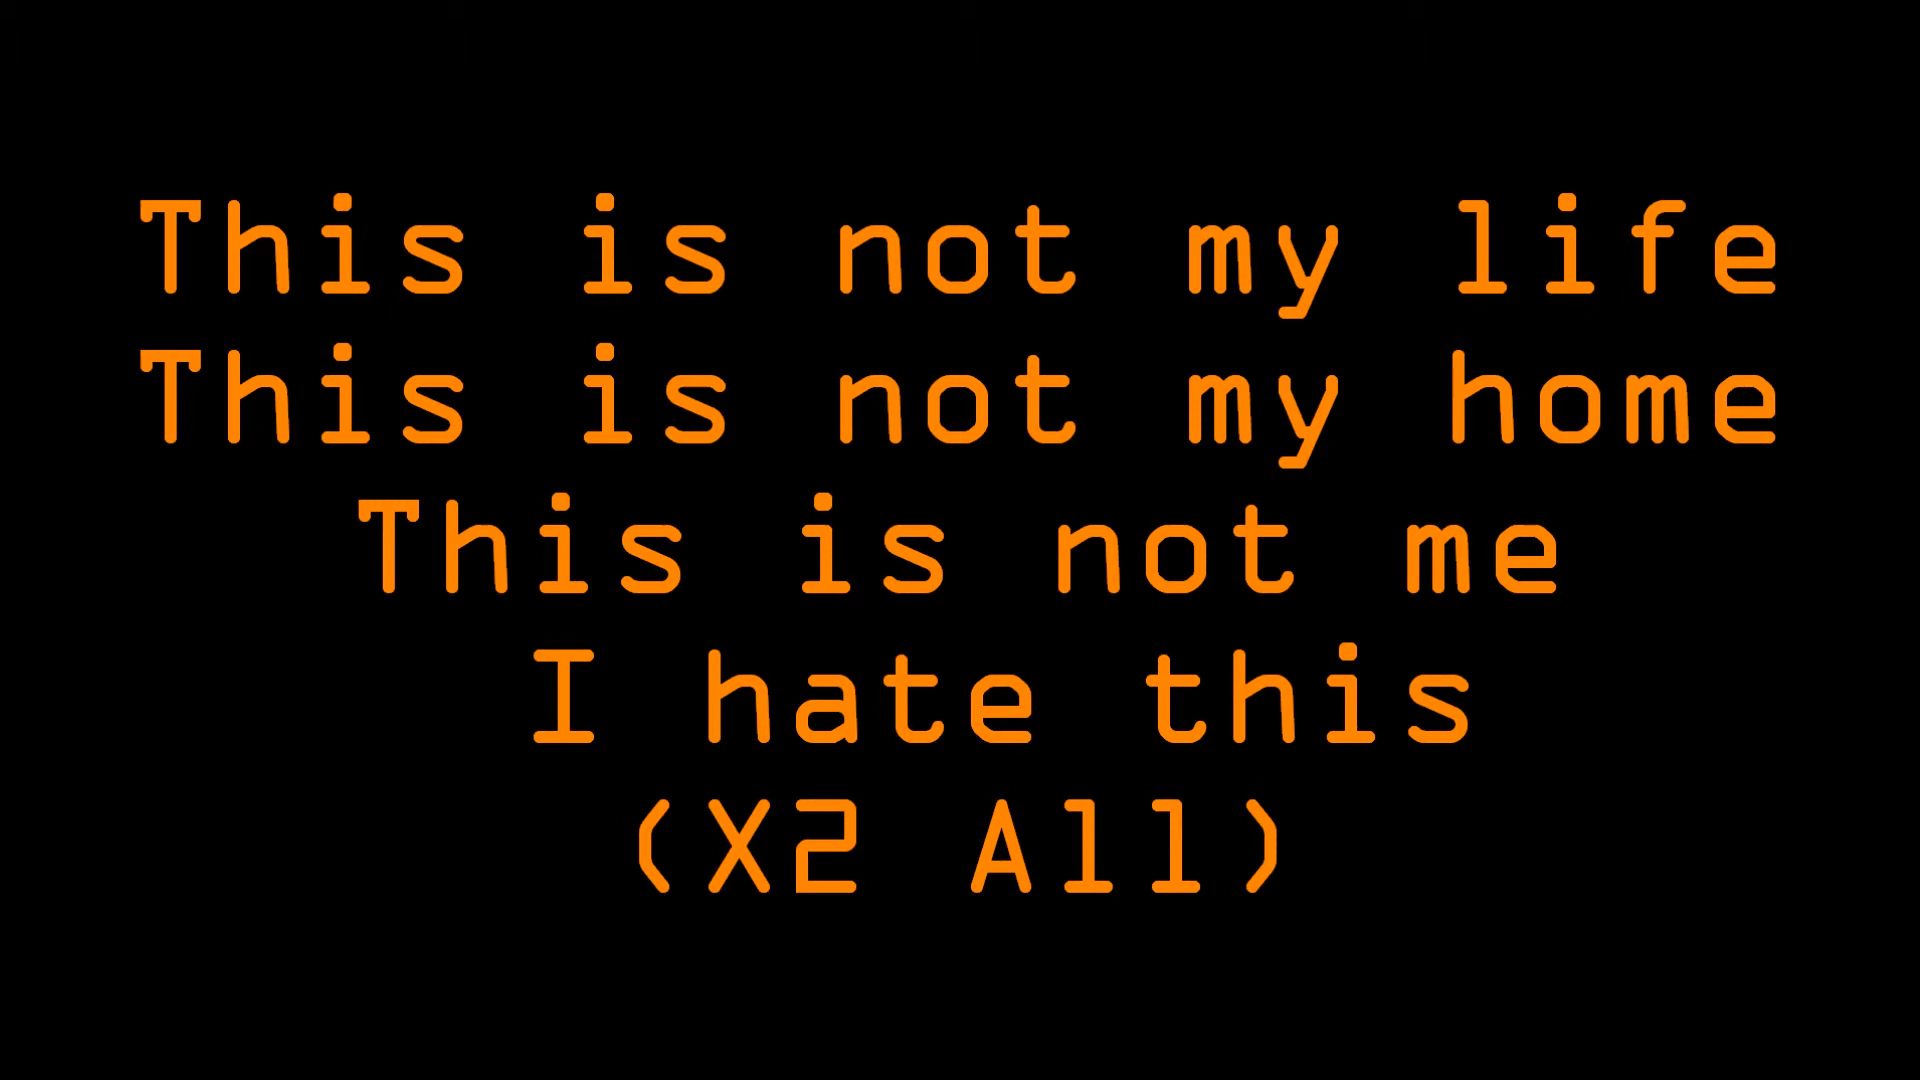 This is not my life
This is not my home
This is not me
I hate this
(X2 All)